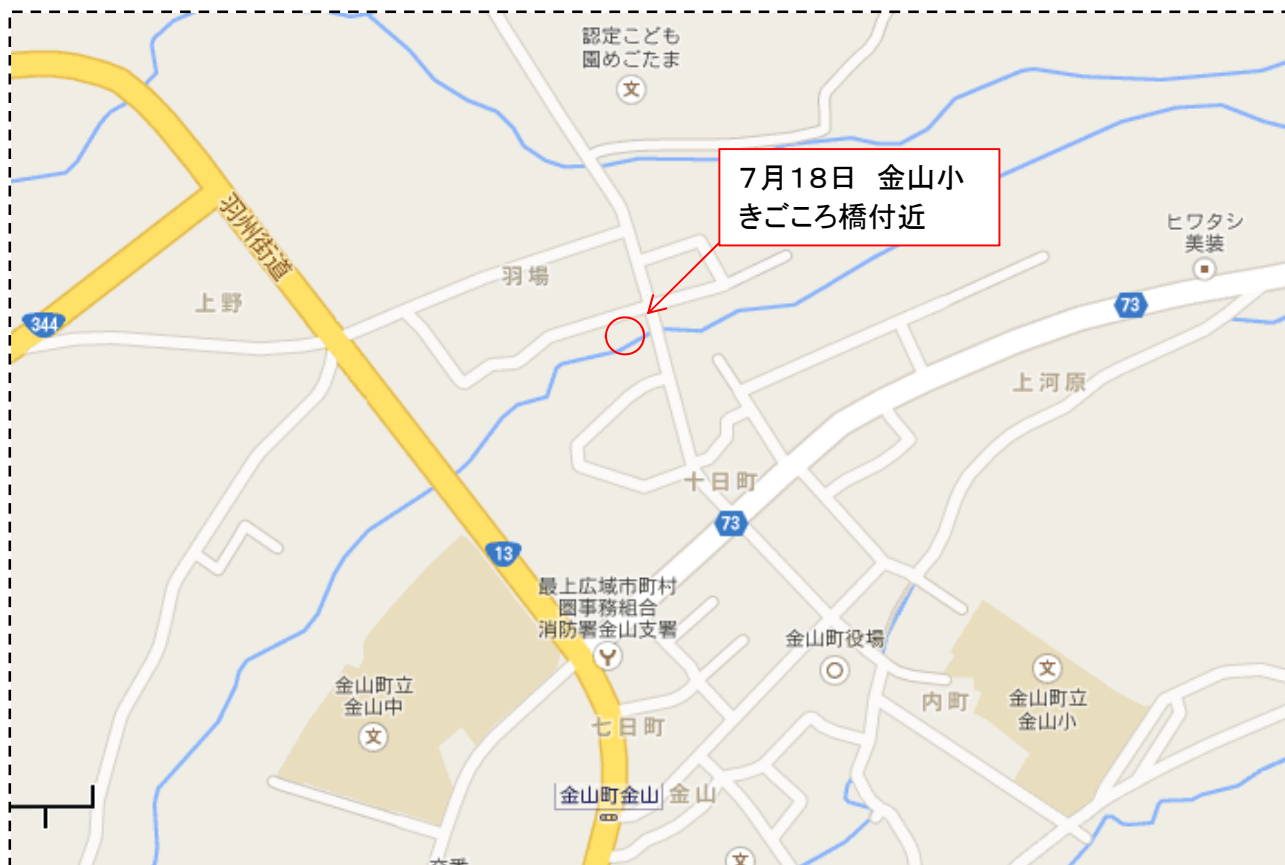 認定こども
園めごたま
7月18日 金山小
きごころ橋付近
ヒワタシ
美装
羽州街道
羽場
上野
344
73
上河原
十日町
73
13
最上広域市町村
圏事務組合
消防署金山支署
金山町役場
金山町立
金山中
内町
金山町立
金山小
七日町
金山町金山
金山
文
文
文
文